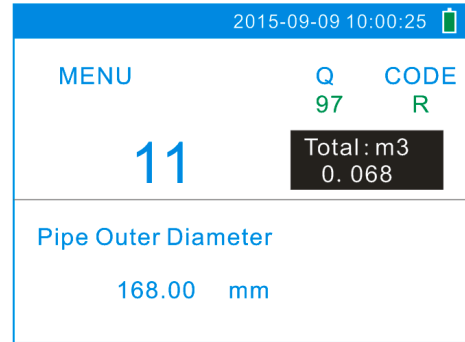 2015-09-09 10:00:25
MENU Q CODE
97 R
11
Total: m3
0.068
Pipe Outer Diameter
168.00 mm